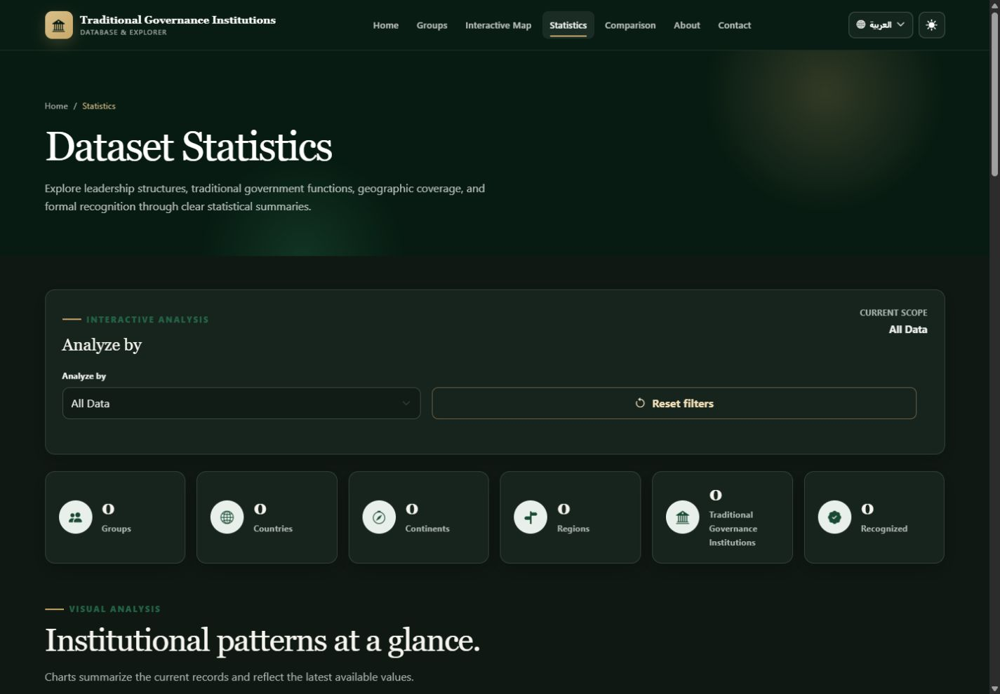 Traditional Governance Institutions
DATABASE & EXPLORER
Home
Groups
Interactive Map
Statistics
Comparison
About
Contact
العربية
Home / Statistics
Dataset Statistics
Explore leadership structures, traditional government functions, geographic coverage, and
formal recognition through clear statistical summaries.
INTERACTIVE ANALYSIS
CURRENT SCOPE
All Data
Analyze by
Analyze by
All Data
Reset filters
0
Groups
0
Countries
0
Continents
0
Regions
0
Traditional
Governance
Institutions
0
Recognized
VISUAL ANALYSIS
Institutional patterns at a glance.
Charts summarize the current records and reflect the latest available values.